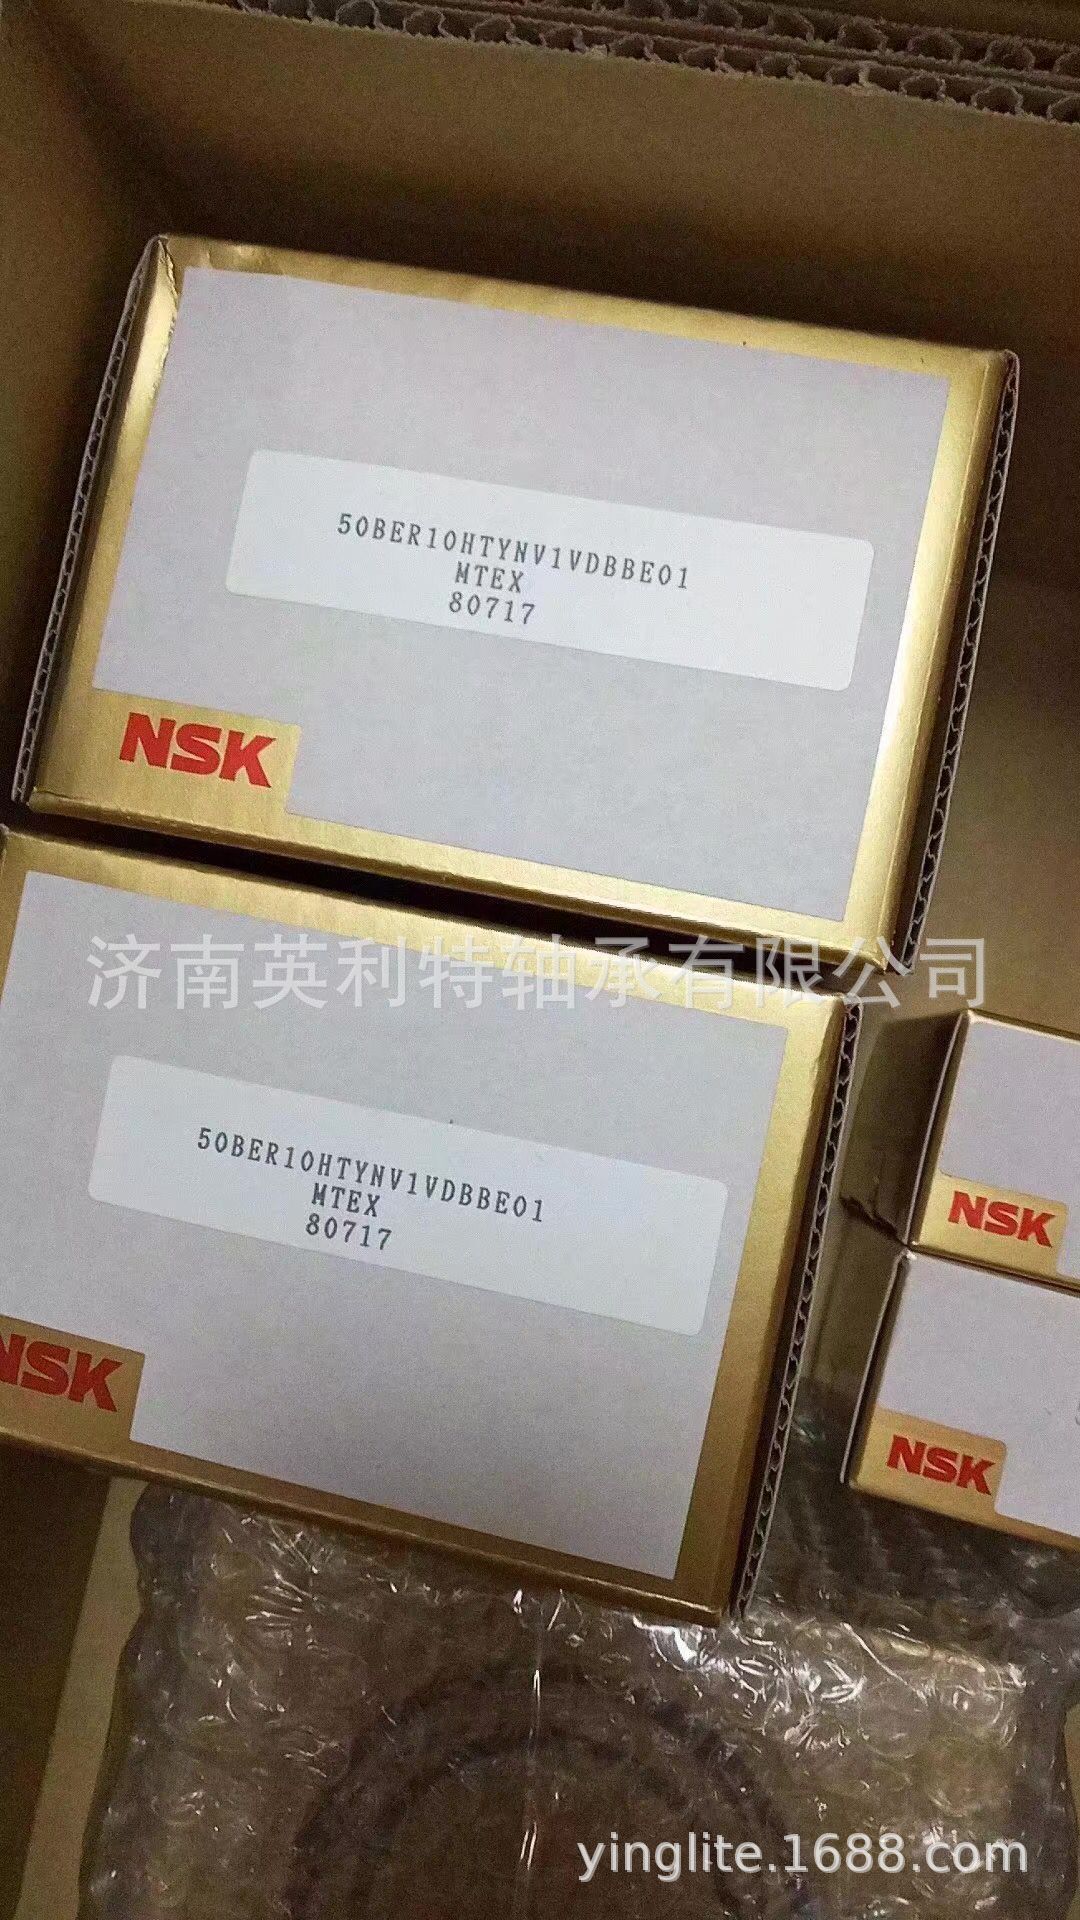 50BER10HTYNV1VDBBE01
MTEX
80717
NSK
济南英利特轴承有限公司
50BER10HTYNV1VDBBE01
MTEX
80717
NSK
NSK
NSK
yinglite.1688.com